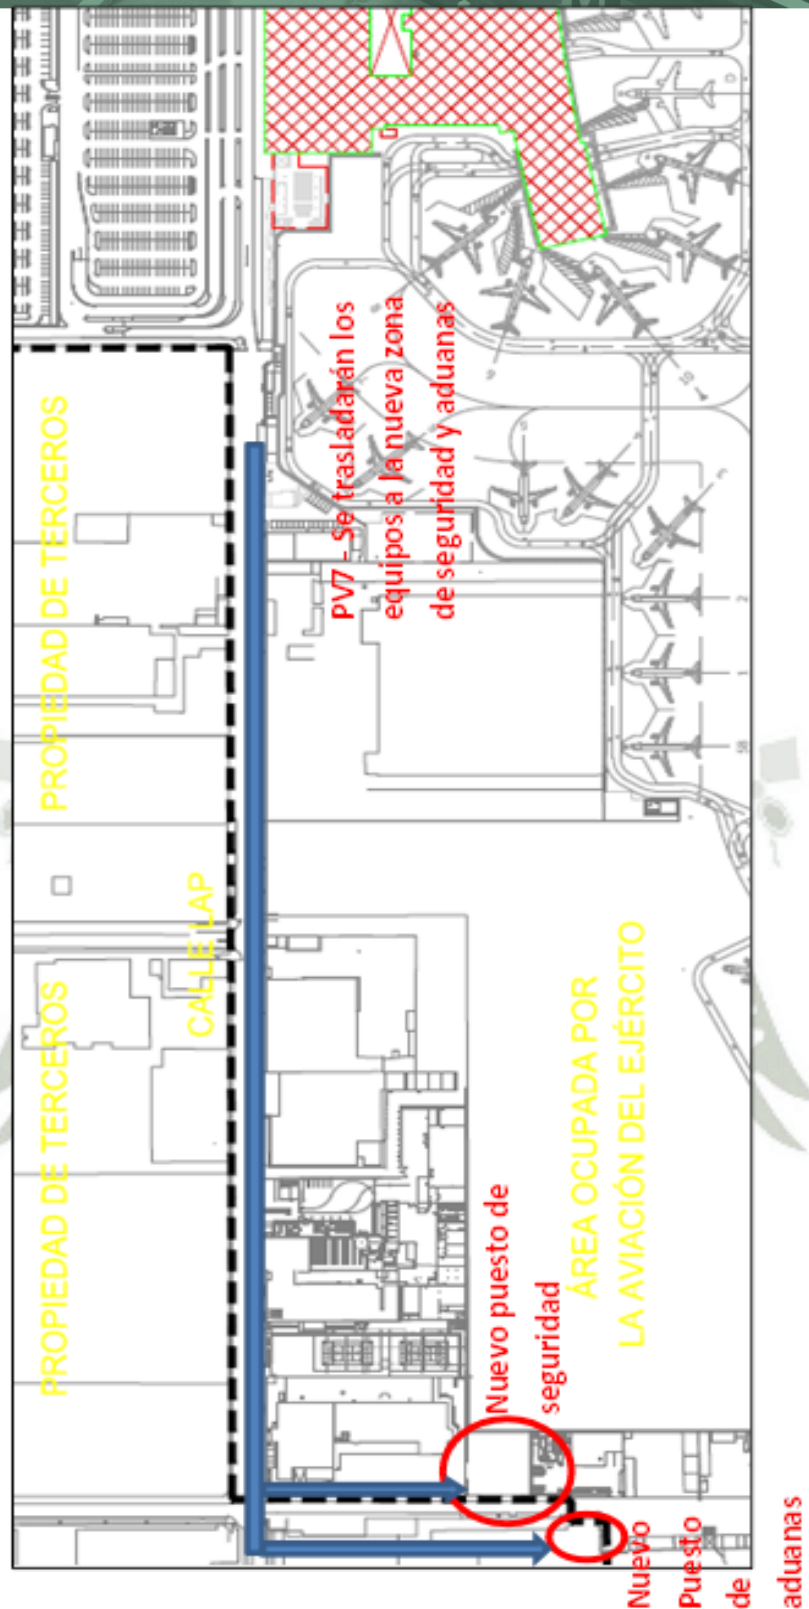 PROPIEDAD DE TERCEROS
PROPIEDAD DE TERCEROS
CALLE LAP
PV7 – Se trasladarán los
equipos a la nueva zona
de seguridad y aduanas
ÁREA OCUPADA POR
LA AVIACIÓN DEL EJÉRCITO
Nuevo puesto de
seguridad
Nuevo
Puesto
de
aduanas